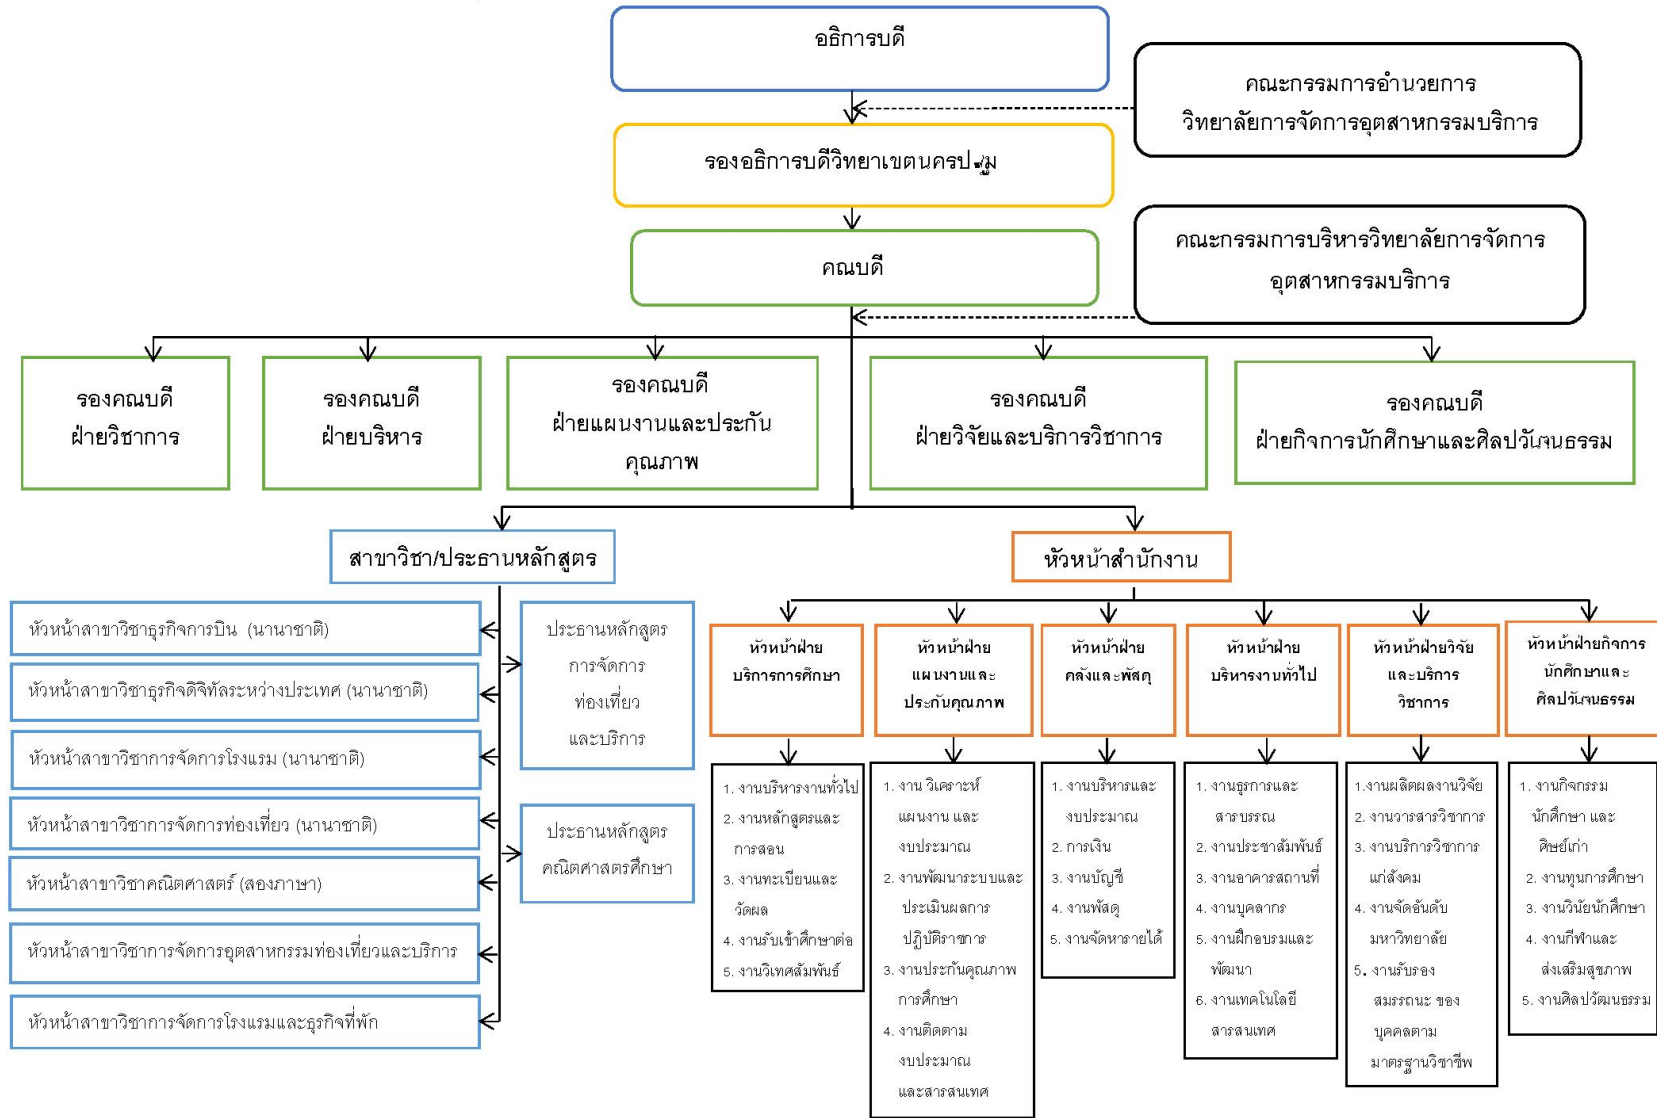 อธิการบดี
คณะกรรมการอำนวยการ
วิทยาลัยการจัดการอุตสาหกรรมบริการ
รองอธิการบดีวิทยาเขตนครปฐม
คณะกรรมการบริหารวิทยาลัยการจัดการ
อุตสาหกรรมบริการ
คณบดี
รองคณบดี
ฝ่ายวิชาการ
รองคณบดี
ฝ่ายบริหาร
รองคณบดี
ฝ่ายแผนงานและประกัน
คุณภาพ
รองคณบดี
ฝ่ายวิจัยและบริการวิชาการ
รองคณบดี
ฝ่ายกิจการนักศึกษาและศิลปวัฒนธรรม
สาขาวิชา/ประธานหลักสูตร
หัวหน้าสำนักงาน
หัวหน้าสาขาวิชาธุรกิจการบิน (นานาชาติ)
หัวหน้าสาขาวิชาธุรกิจดิจิทัลระหว่างประเทศ (นานาชาติ)
หัวหน้าสาขาวิชาการจัดการโรงแรม (นานาชาติ)
หัวหน้าสาขาวิชาการจัดการท่องเที่ยว (นานาชาติ)
หัวหน้าสาขาวิชาคณิตศาสตร์ (สองภาษา)
หัวหน้าสาขาวิชาการจัดการอุตสาหกรรมท่องเที่ยวและบริการ
หัวหน้าสาขาวิชาการจัดการโรงแรมและธุรกิจที่พัก
ประธานหลักสูตร
การจัดการ
ท่องเที่ยว
และบริการ
ประธานหลักสูตร
คณิตศาสตรศึกษา
หัวหน้าฝ่าย
บริการการศึกษา
หัวหน้าฝ่าย
แผนงานและ
ประกันคุณภาพ
หัวหน้าฝ่าย
คลังและพัสดุ
หัวหน้าฝ่าย
บริหารงานทั่วไป
หัวหน้าฝ่ายวิจัย
และบริการ
วิชาการ
หัวหน้าฝ่ายกิจการ
นักศึกษาและ
ศิลปวัฒนธรรม
1. งานบริหารงานทั่วไป
2. งานหลักสูตรและ
การสอน
3. งานทะเบียนและ
วัดผล
4. งานรับเข้าศึกษาต่อ
5. งานวิเทศสัมพันธ์
1. งาน วิเคราะห์
แผนงาน และ
งบประมาณ
2. งานพัฒนาระบบและ
ประเมินผลการ
ปฏิบัติราชการ
3. งานประกันคุณภาพ
การศึกษา
4. งานติดตาม
งบประมาณ
และสารสนเทศ
1. งานบริหารและ
งบประมาณ
2. การเงิน
3. งานบัญชี
4. งานพัสดุ
5. งานจัดหารายได้
1. งานธุรการและ
สารบรรณ
2. งานประชาสัมพันธ์
3. งานอาคารสถานที่
4. งานบุคลากร
5. งานฝึกอบรมและ
พัฒนา
6. งานเทคโนโลยี
สารสนเทศ
1.งานผลิตผลงานวิจัย
2. งานวารสารวิชาการ
3. งานบริการวิชาการ
แก่สังคม
4. งานจัดอันดับ
มหาวิทยาลัย
5. งานรับรอง
สมรรถนะ ของ
บุคคลตาม
มาตรฐานวิชาชีพ
1. งานกิจกรรม
นักศึกษา และ
ศิษย์เก่า
2. งานทุนการศึกษา
3. งานวินัยนักศึกษา
4. งานกีฬาและ
ส่งเสริมสุขภาพ
5. งานศิลปวัฒนธรรม